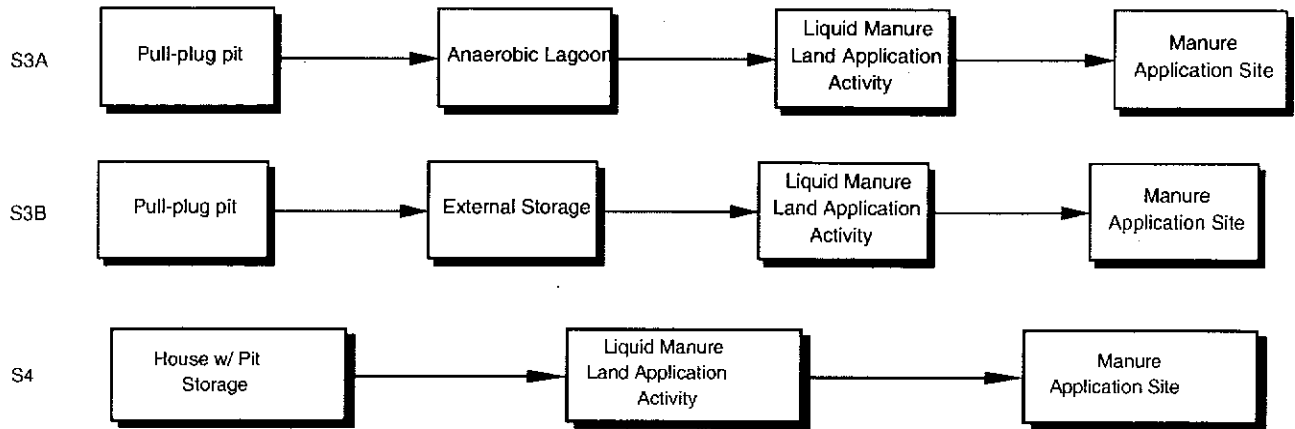 S3A
Pull-plug pit
Anaerobic Lagoon
Liquid Manure
Land Application
Activity
Manure
Application Site
S3B
Pull-plug pit
External Storage
Liquid Manure
Land Application
Activity
Manure
Application Site
S4
House w/ Pit
Storage
Liquid Manure
Land Application
Activity
Manure
Application Site